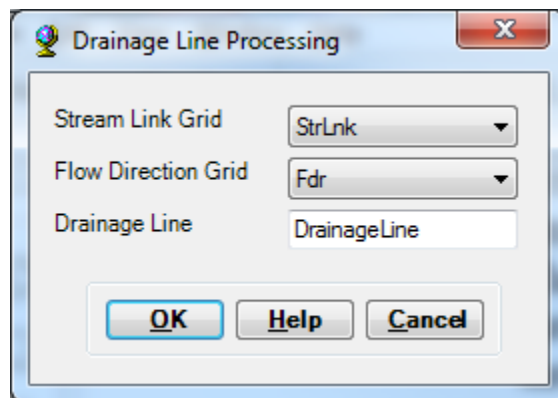 Drainage Line Processing
Stream Link Grid StrLnk
Flow Direction Grid Fdr
Drainage Line DrainageLine
OK Help Cancel